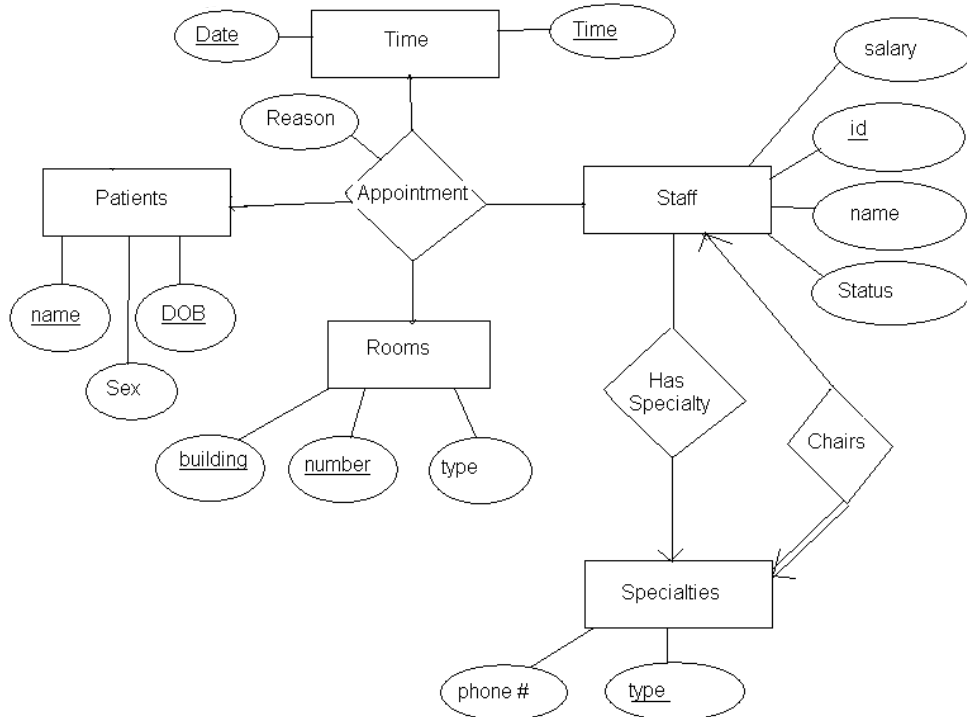 Date
Time
Time
salary
Reason
id
Patients
Appointment
Staff
name
Status
name
DOB
Rooms
Sex
Has
Specialty
Chairs
building
number
type
Specialties
phone #
type